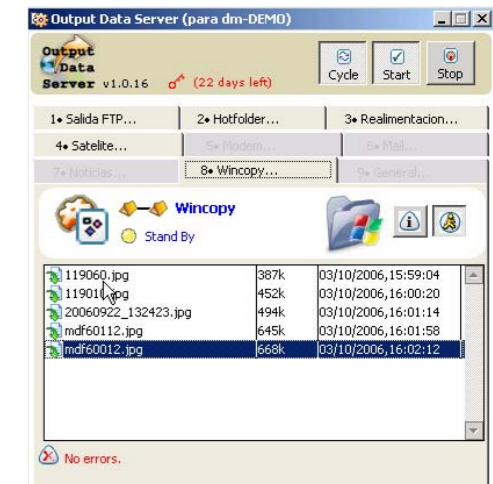 Output Data Server (para dm-DEMO)
Output
Data
Server v1.0.16 (22 days left)
Cycle Start Stop
1• Salida FTP... 2• Hotfolder... 3• Realimentacion...
4• Satelite... 5• Modem... 6• Mail...
7• Noticias... 8• Wincopy... 9• General...
Wincopy
Stand By
119060.jpg 387k 03/10/2006,15:59:04
452k 03/10/2006,16:00:20
20060922_132423.jpg 494k 03/10/2006,16:01:14
mdf60112.jpg 645k 03/10/2006,16:01:58
mdf60012.jpg 668k 03/10/2006,16:02:12
No errors.